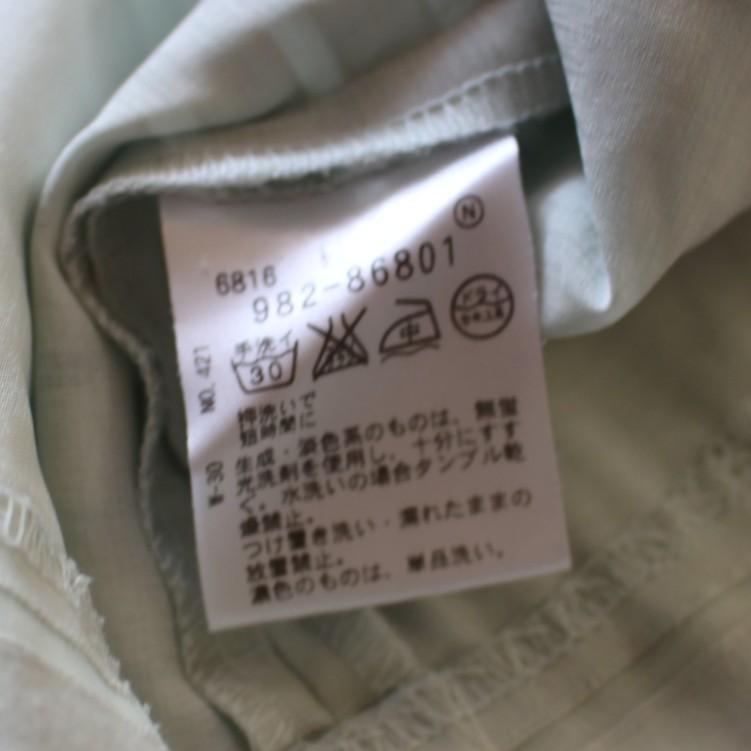 N
6816
982-86801
手洗イ
30
中
ドライ
NO. 421
押洗いで
短時間に
生成・淡色系のものは、無蛍
光洗剤を使用し、十分にすす
ぐ。水洗いの場合タンブル乾
燥禁止。
つけ置き洗い・濡れたままの
放置禁止。
濃色のものは、単品洗い。